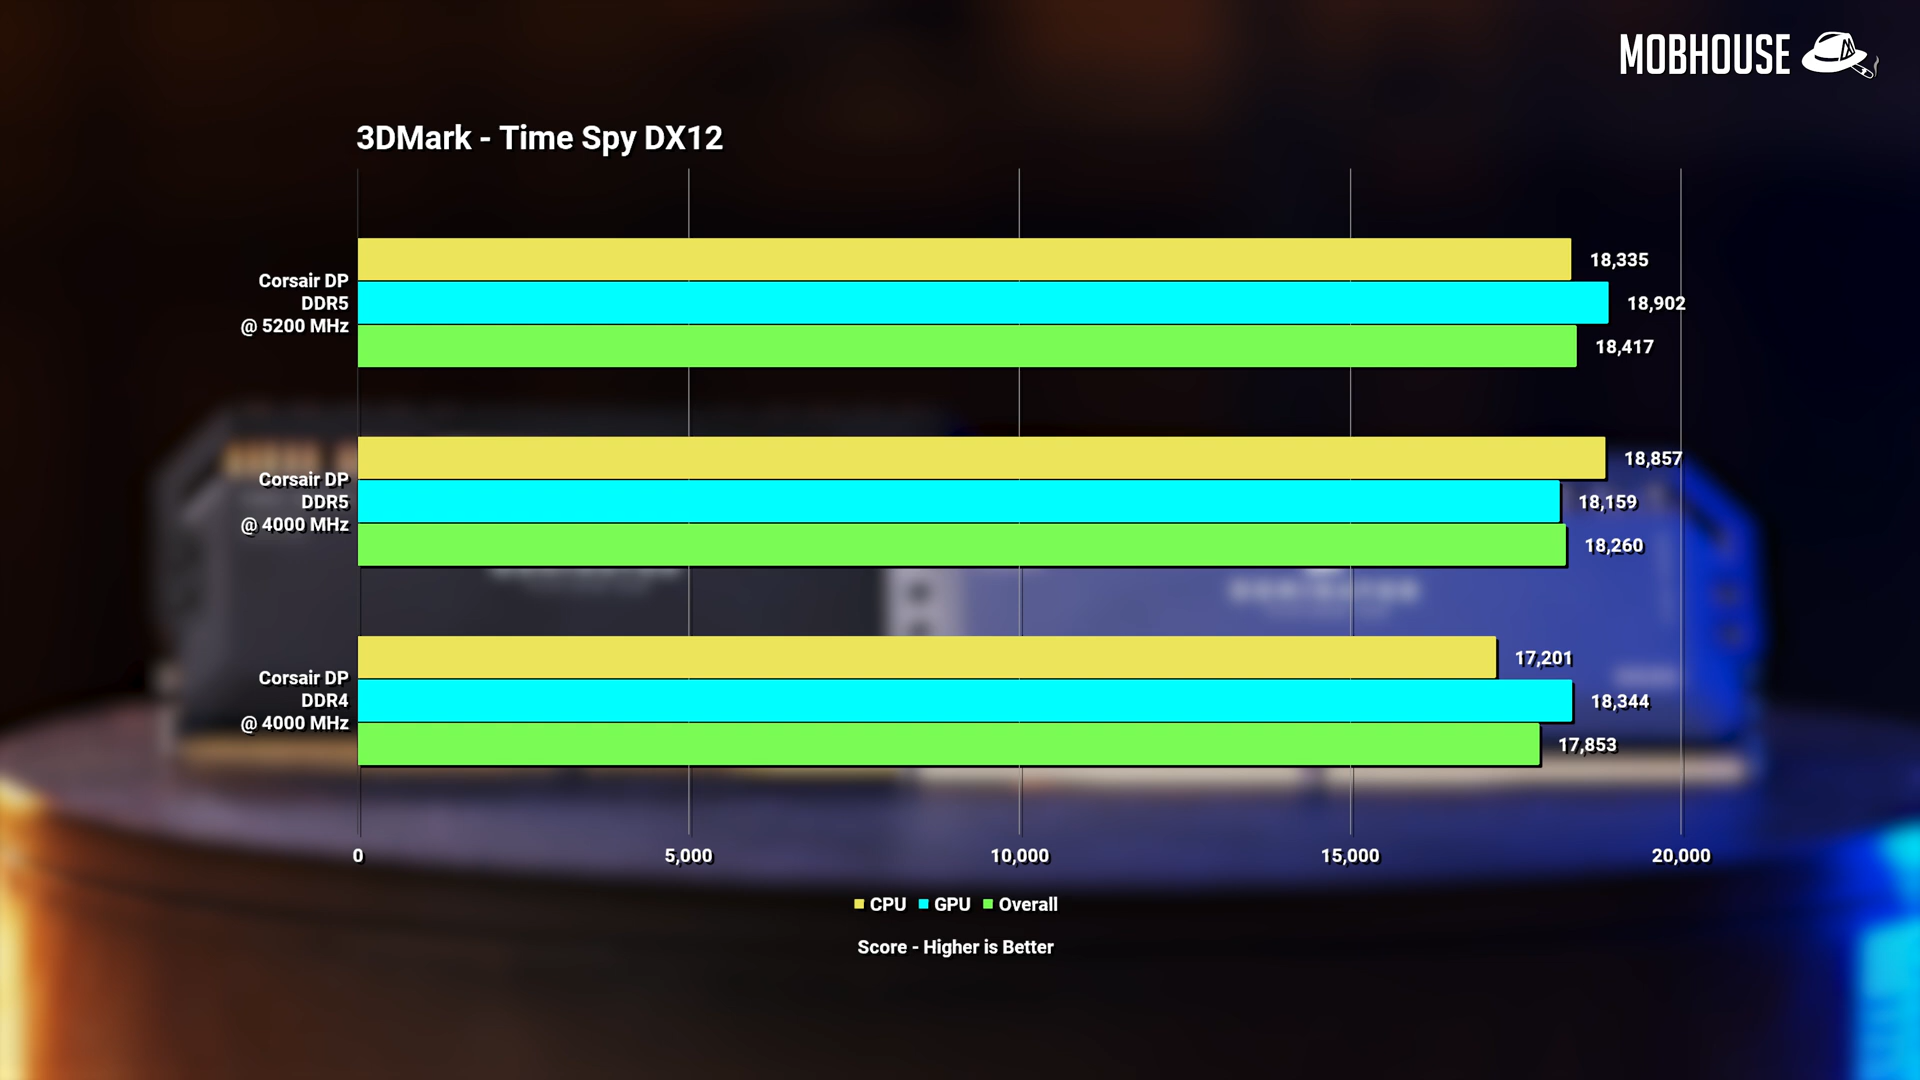 MOBHOUSE
3DMark - Time Spy DX12
Corsair DP
DDR5
@ 5200 MHz
18,335
18,902
18,417
Corsair DP
DDR5
@ 4000 MHz
18,857
18,159
18,260
Corsair DP
DDR4
@ 4000 MHz
17,201
18,344
17,853
0 5,000 10,000 15,000 20,000
CPU GPU Overall
Score - Higher is Better